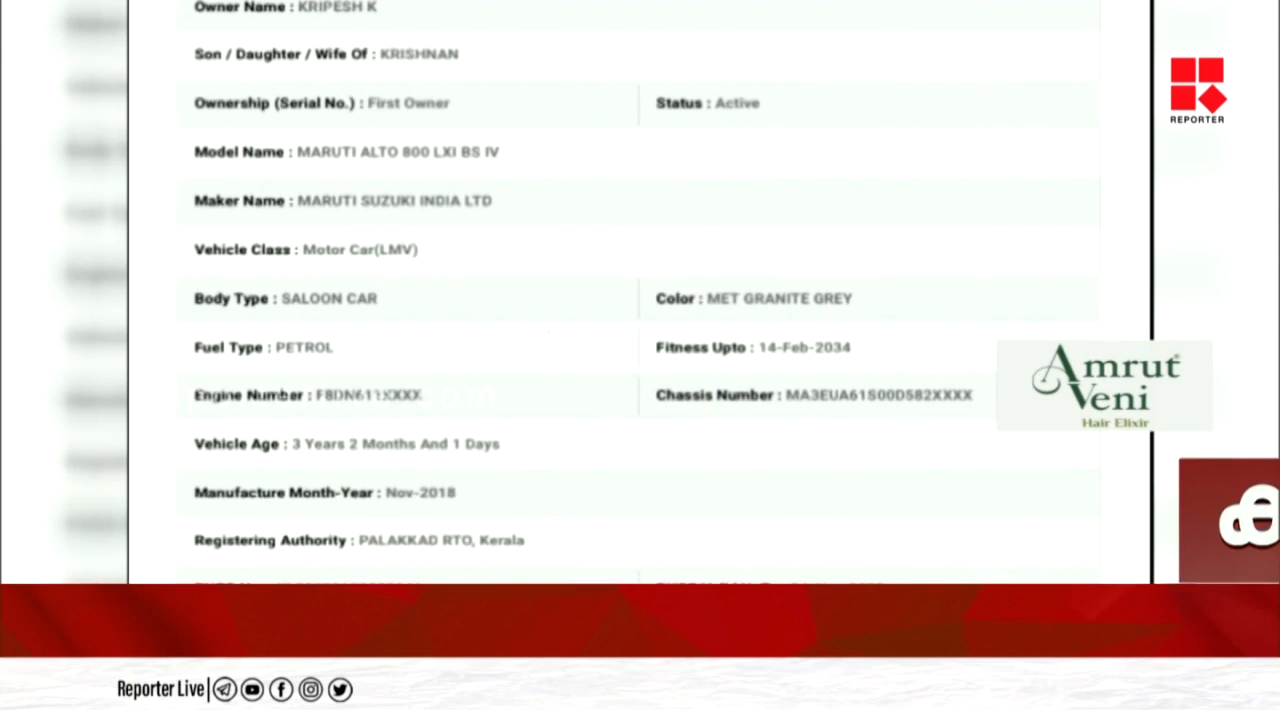 Owner Name : KRIPESH K
Son / Daughter / Wife Of : KRISHNAN
Ownership (Serial No.) : First Owner
Status : Active
REPORTER
Model Name : MARUTI ALTO 800 LXI BS IV
Maker Name : MARUTI SUZUKI INDIA LTD
Vehicle Class : Motor Car(LMV)
Body Type : SALOON CAR
Color : MET GRANITE GREY
Fuel Type : PETROL
Fitness Upto : 14-Feb-2034
Engine Number : F8DN611XXXX
Chassis Number : MA3EUA61S00D582XXXX
Amrut
Veni
Hair Elixir
Vehicle Age : 3 Years 2 Months And 1 Days
Manufacture Month-Year : Nov-2018
Registering Authority : PALAKKAD RTO, Kerala
Reporter Live